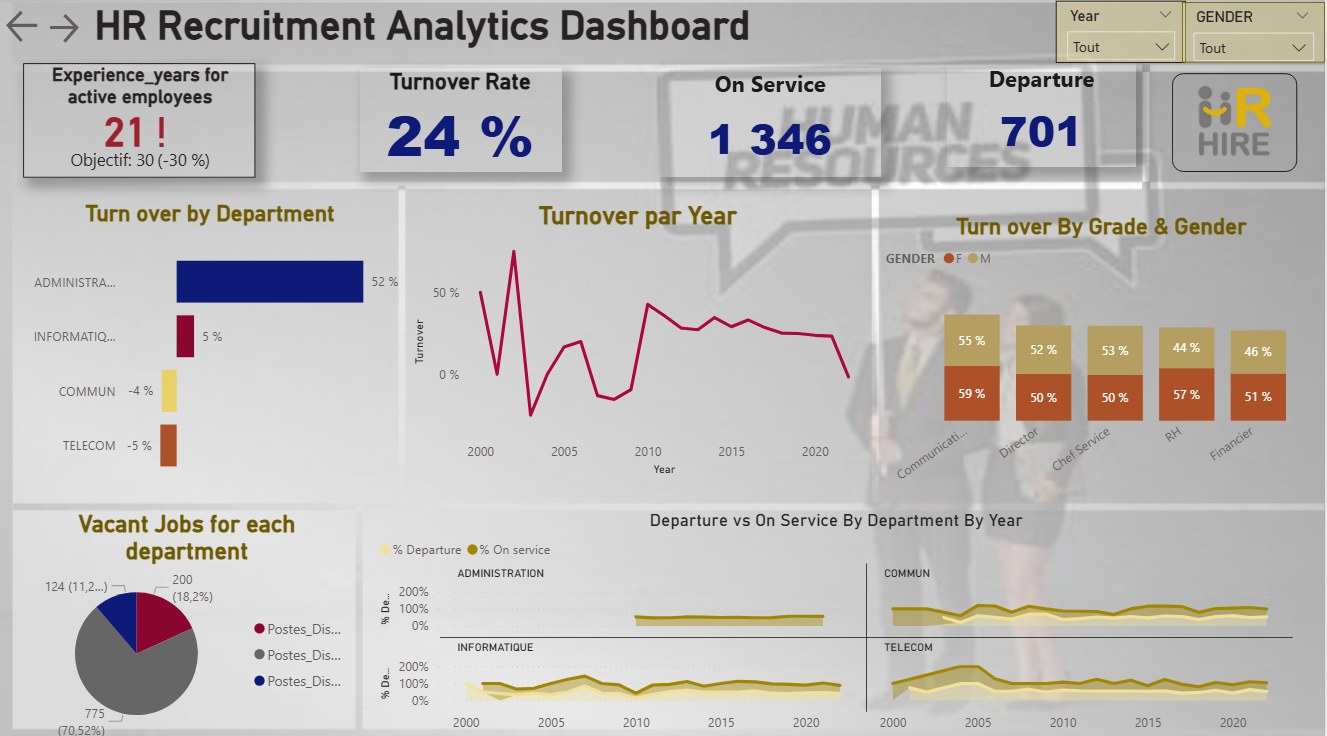 HR Recruitment Analytics Dashboard
Year
Tout
GENDER
Tout
Experience_years for
active employees
21 !
Objectif: 30 (-30 %)
Turnover Rate
24 %
On Service
1 346
Departure
701
HUMAN
RESOURCES
HR
HIRE
Turn over by Department
ADMINISTRA...
52 %
INFORMATIQ...
5 %
COMMUN
-4 %
TELECOM
-5 %
Turnover par Year
Turnover
50 %
0 %
2000
2005
2010
2015
2020
Year
Turn over By Grade & Gender
GENDER F M
55 %
52 %
53 %
44 %
46 %
59 %
50 %
50 %
57 %
51 %
Communicati...
Director
Chef Service
RH
Financier
Vacant Jobs for each
department
124 (11,2...)
200
(18,2%)
775
(70,52%)
Postes_Dis...
Postes_Dis...
Postes_Dis...
Departure vs On Service By Department By Year
% Departure % On service
ADMINISTRATION
COMMUN
% De...
200%
100%
0%
INFORMATIQUE
TELECOM
% De...
200%
100%
0%
2000
2005
2010
2015
2020
2000
2005
2010
2015
2020